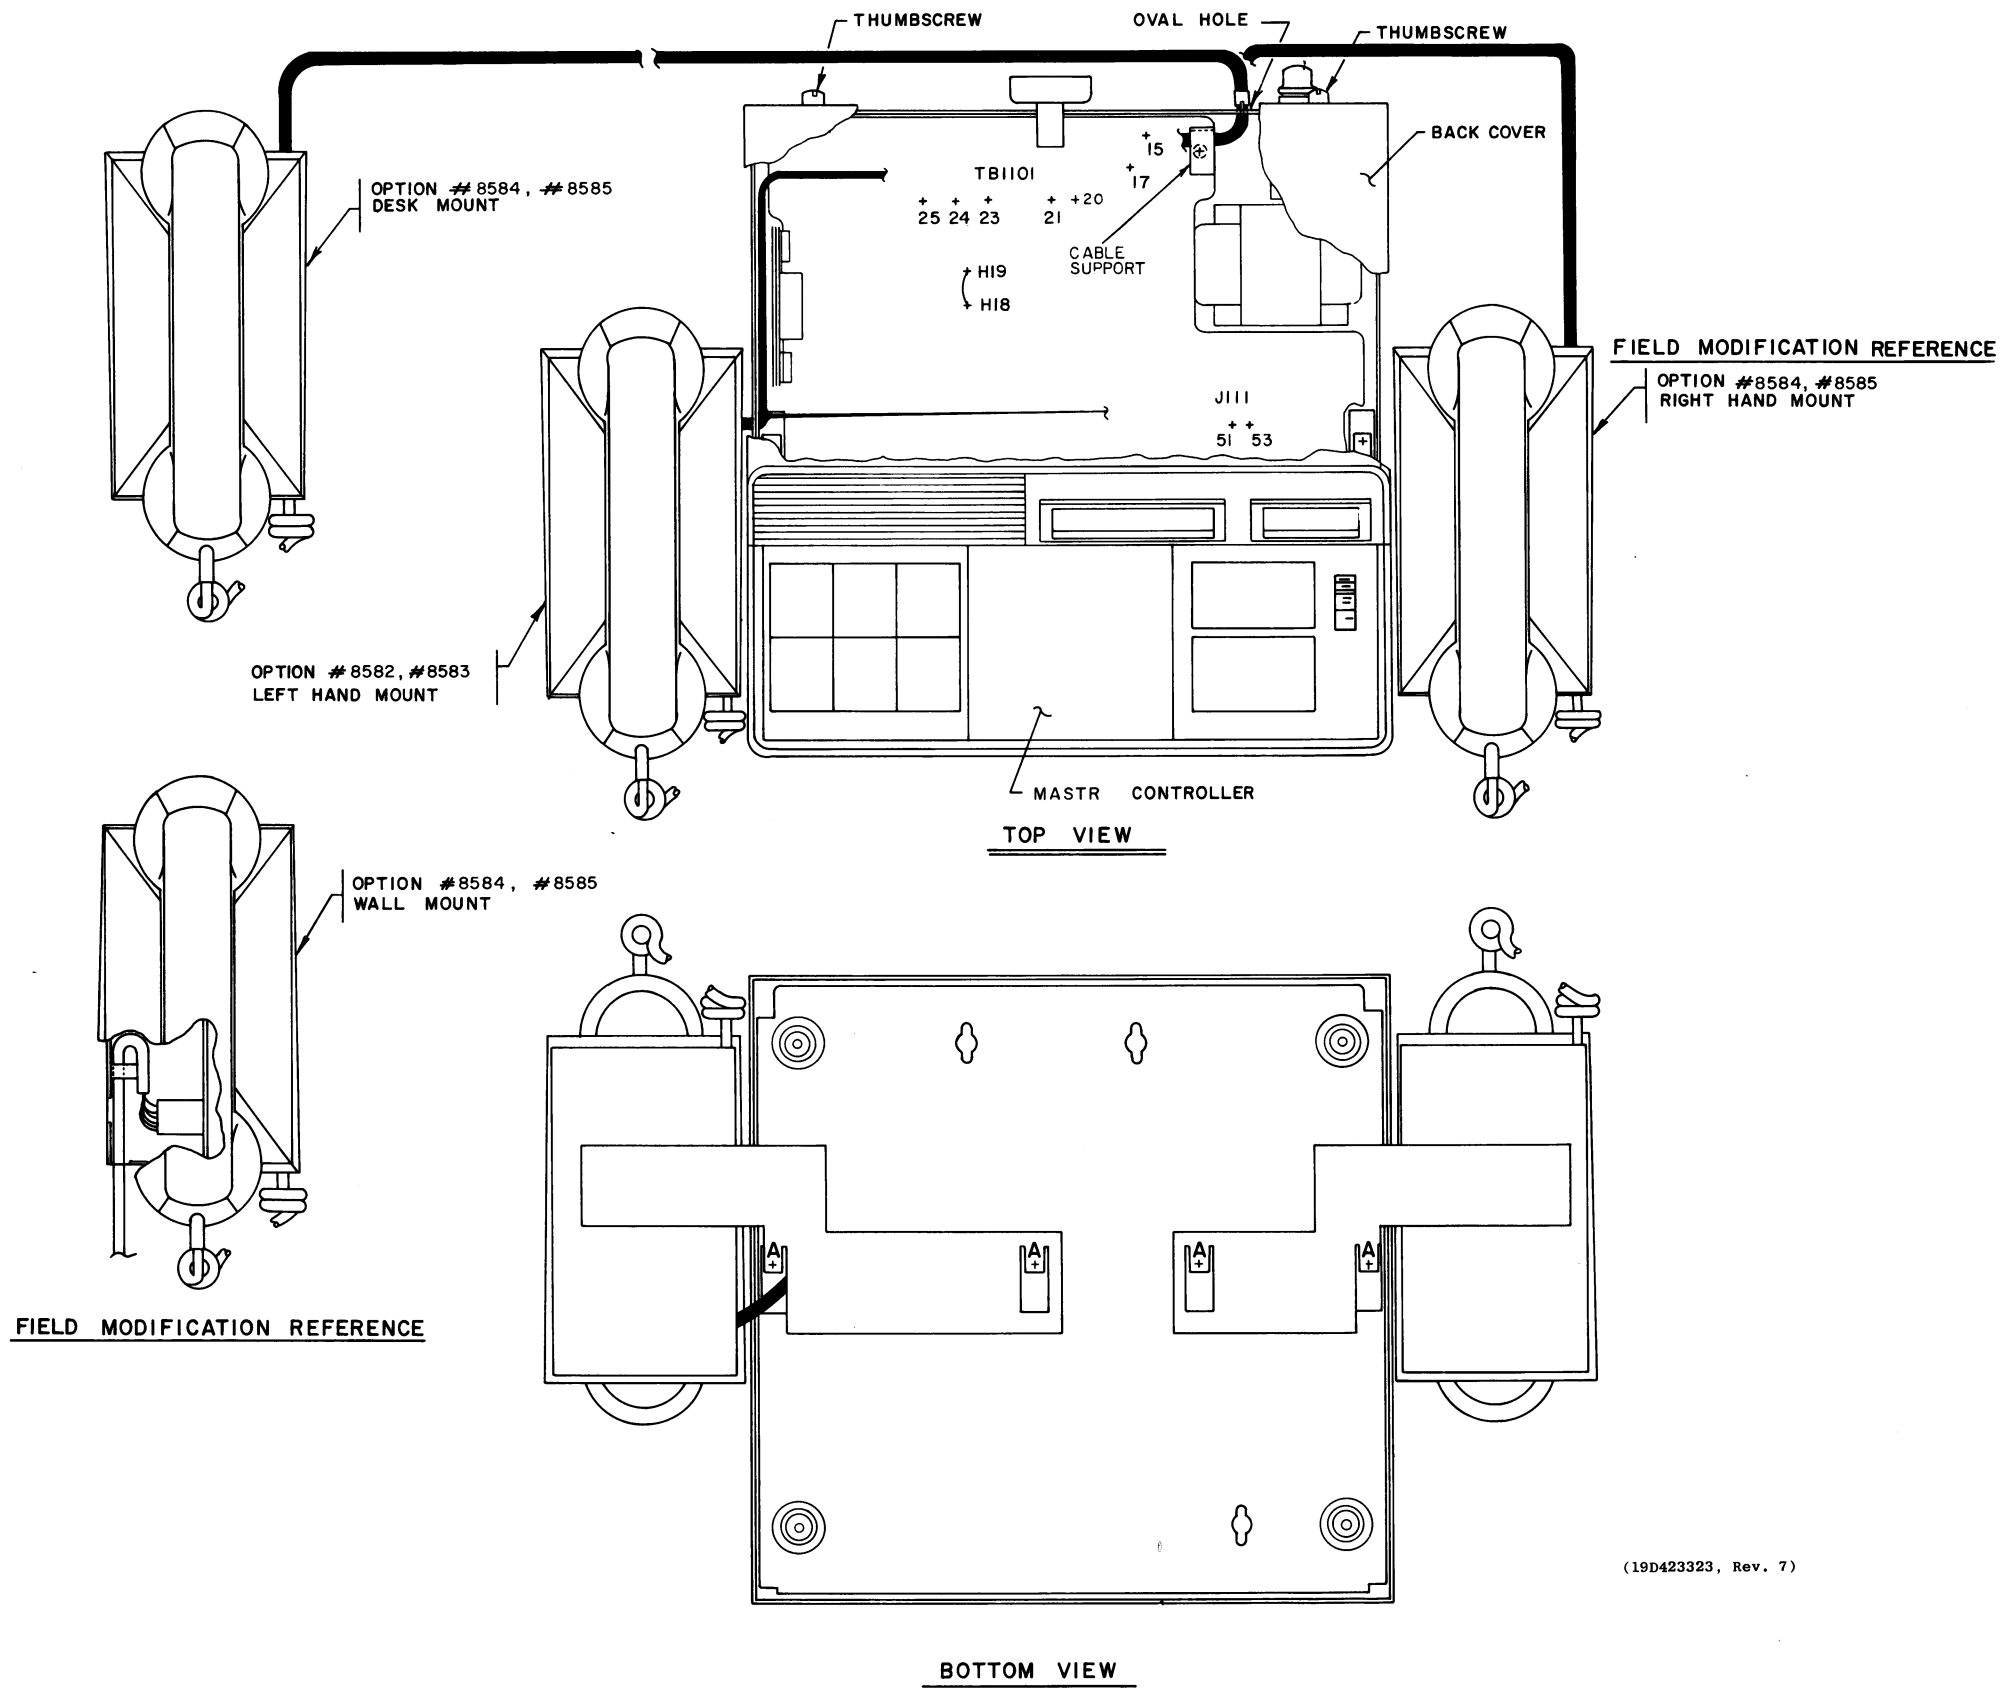 THUMBSCREW
OVAL HOLE
THUMBSCREW
BACK COVER
OPTION #8584, #8585
DESK MOUNT
TB1101
+ 15
+ 17
+ + + + +20
25 24 23 21
CABLE
SUPPORT
+ H19
+ H18
FIELD MODIFICATION REFERENCE
OPTION #8584, #8585
RIGHT HAND MOUNT
J111
+ +
51 53
OPTION #8582, #8583
LEFT HAND MOUNT
MASTR CONTROLLER
TOP VIEW
OPTION #8584, #8585
WALL MOUNT
A
+
A
+
A
+
A
+
FIELD MODIFICATION REFERENCE
(19D423323, Rev. 7)
BOTTOM VIEW